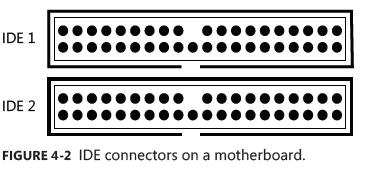 IDE 1
IDE 2
FIGURE 4-2 IDE connectors on a motherboard.